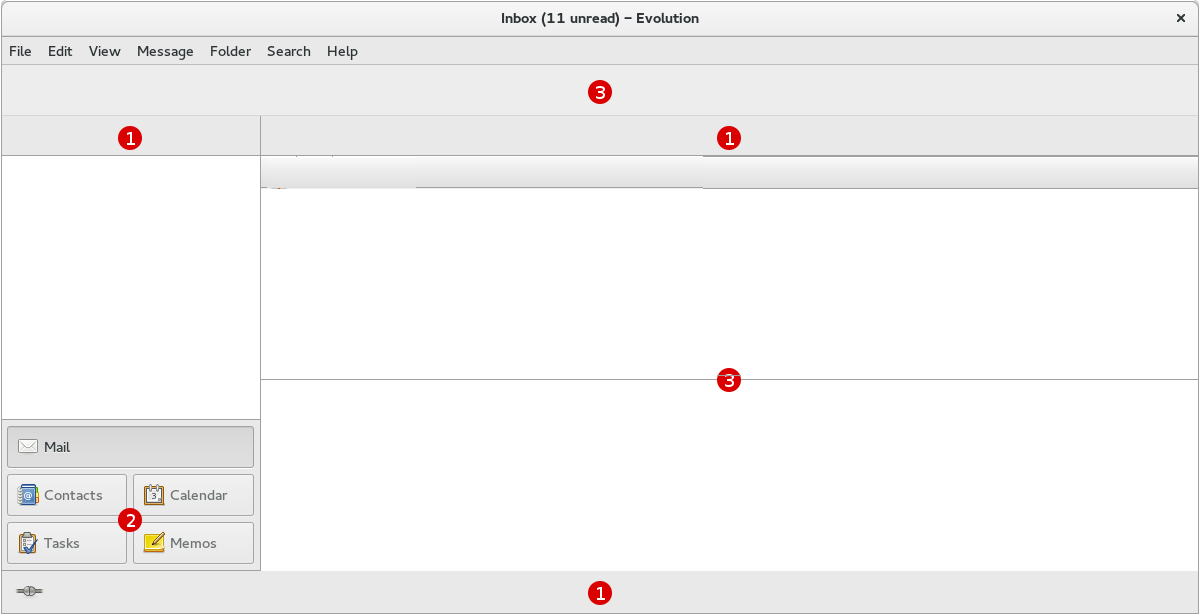 Inbox (11 unread) – Evolution
File Edit View Message Folder Search Help
3
1 1
3
Mail
Contacts Calendar 3
2
Tasks Memos
1